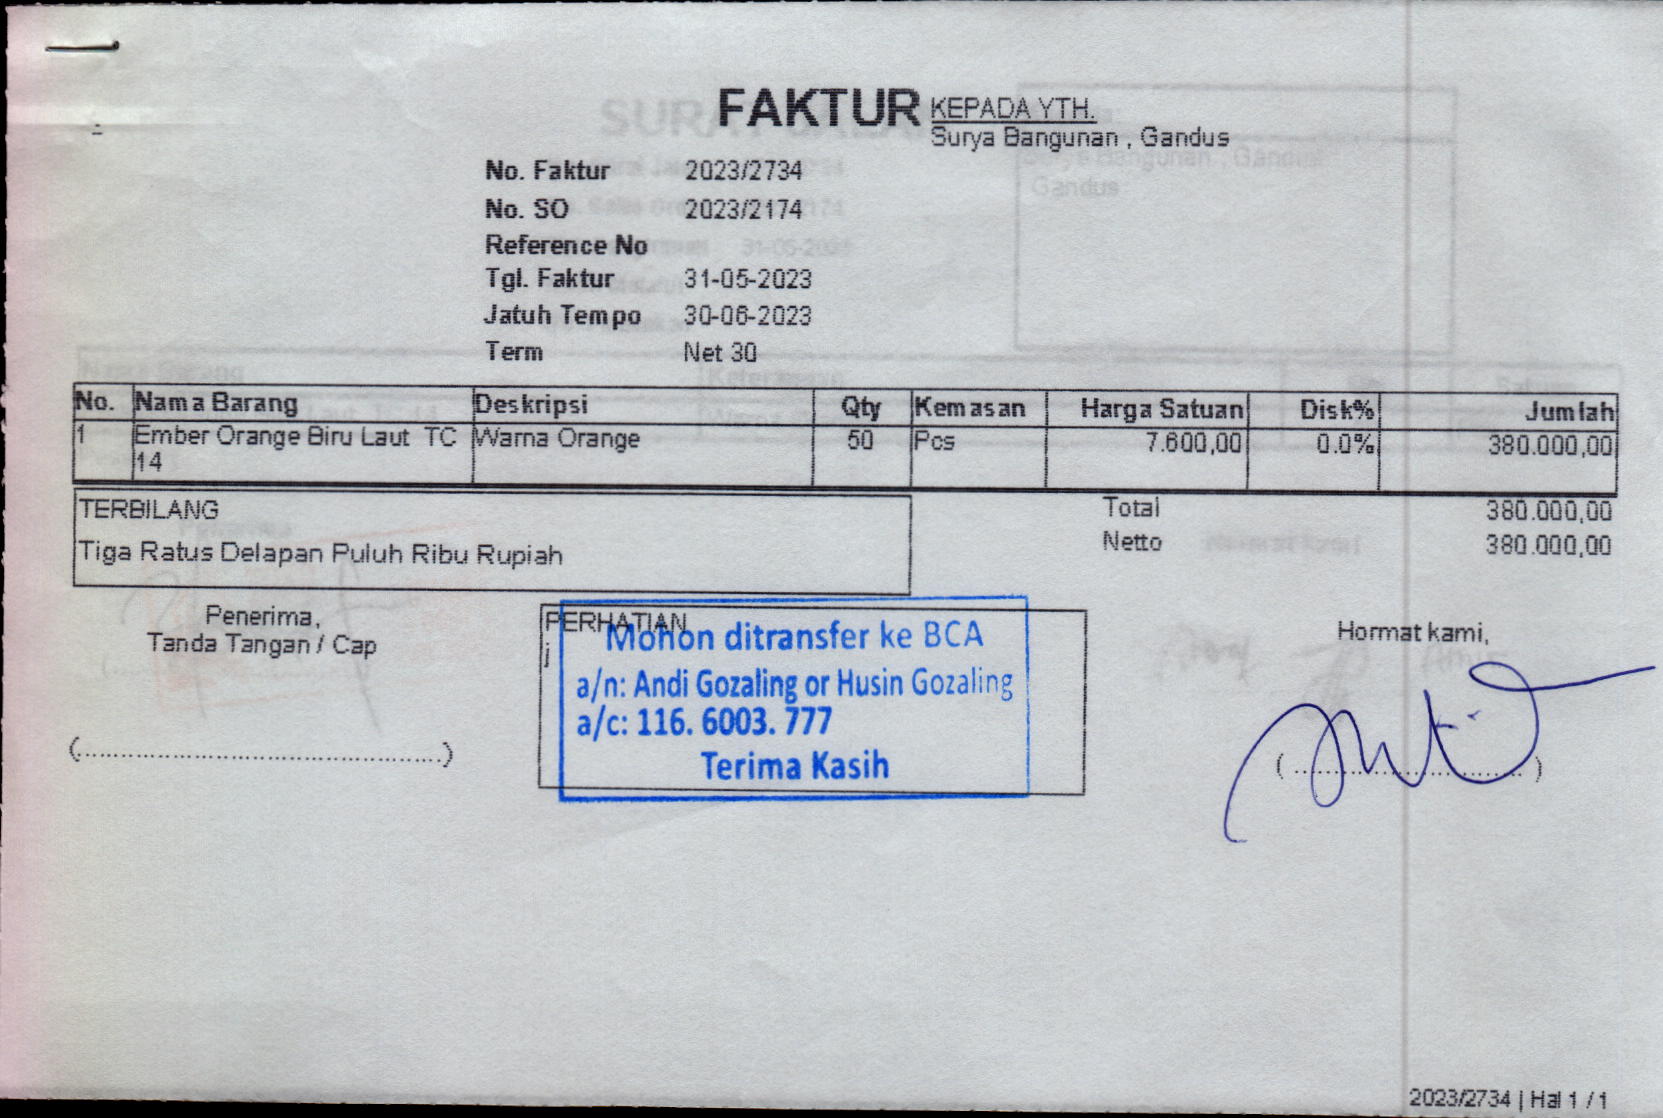 FAKTUR
KEPADA YTH.
Surya Bangunan , Gandus
No. Faktur 2023/2734
No. SO 2023/2174
Reference No
Tgl. Faktur 31-05-2023
Jatuh Tempo 30-06-2023
Term Net 30
No. Nama Barang Deskripsi Qty Kemasan Harga Satuan Disk% Jumlah
1 Ember Orange Biru Laut TC Warna Orange 50 Pcs 7.600,00 0.0% 380.000,00
14
TERBILANG
Tiga Ratus Delapan Puluh Ribu Rupiah
Total 380.000,00
Netto 380.000,00
Penerima,
Tanda Tangan / Cap
(............................................)
PERHATIAN
j
Mohon ditransfer ke BCA
a/n: Andi Gozaling or Husin Gozaling
a/c: 116. 6003. 777
Terima Kasih
Hormat kami,
(..............................)
2023/2734 | Hal 1 / 1